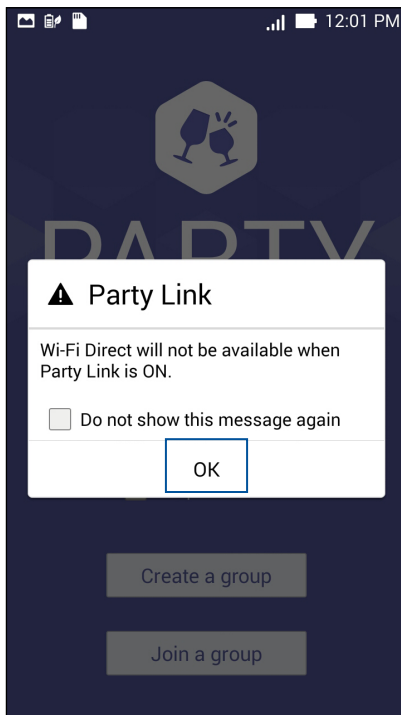 12:01 PM
PARTY
Party Link
Wi-Fi Direct will not be available when
Party Link is ON.
Do not show this message again
OK
Create a group
Join a group